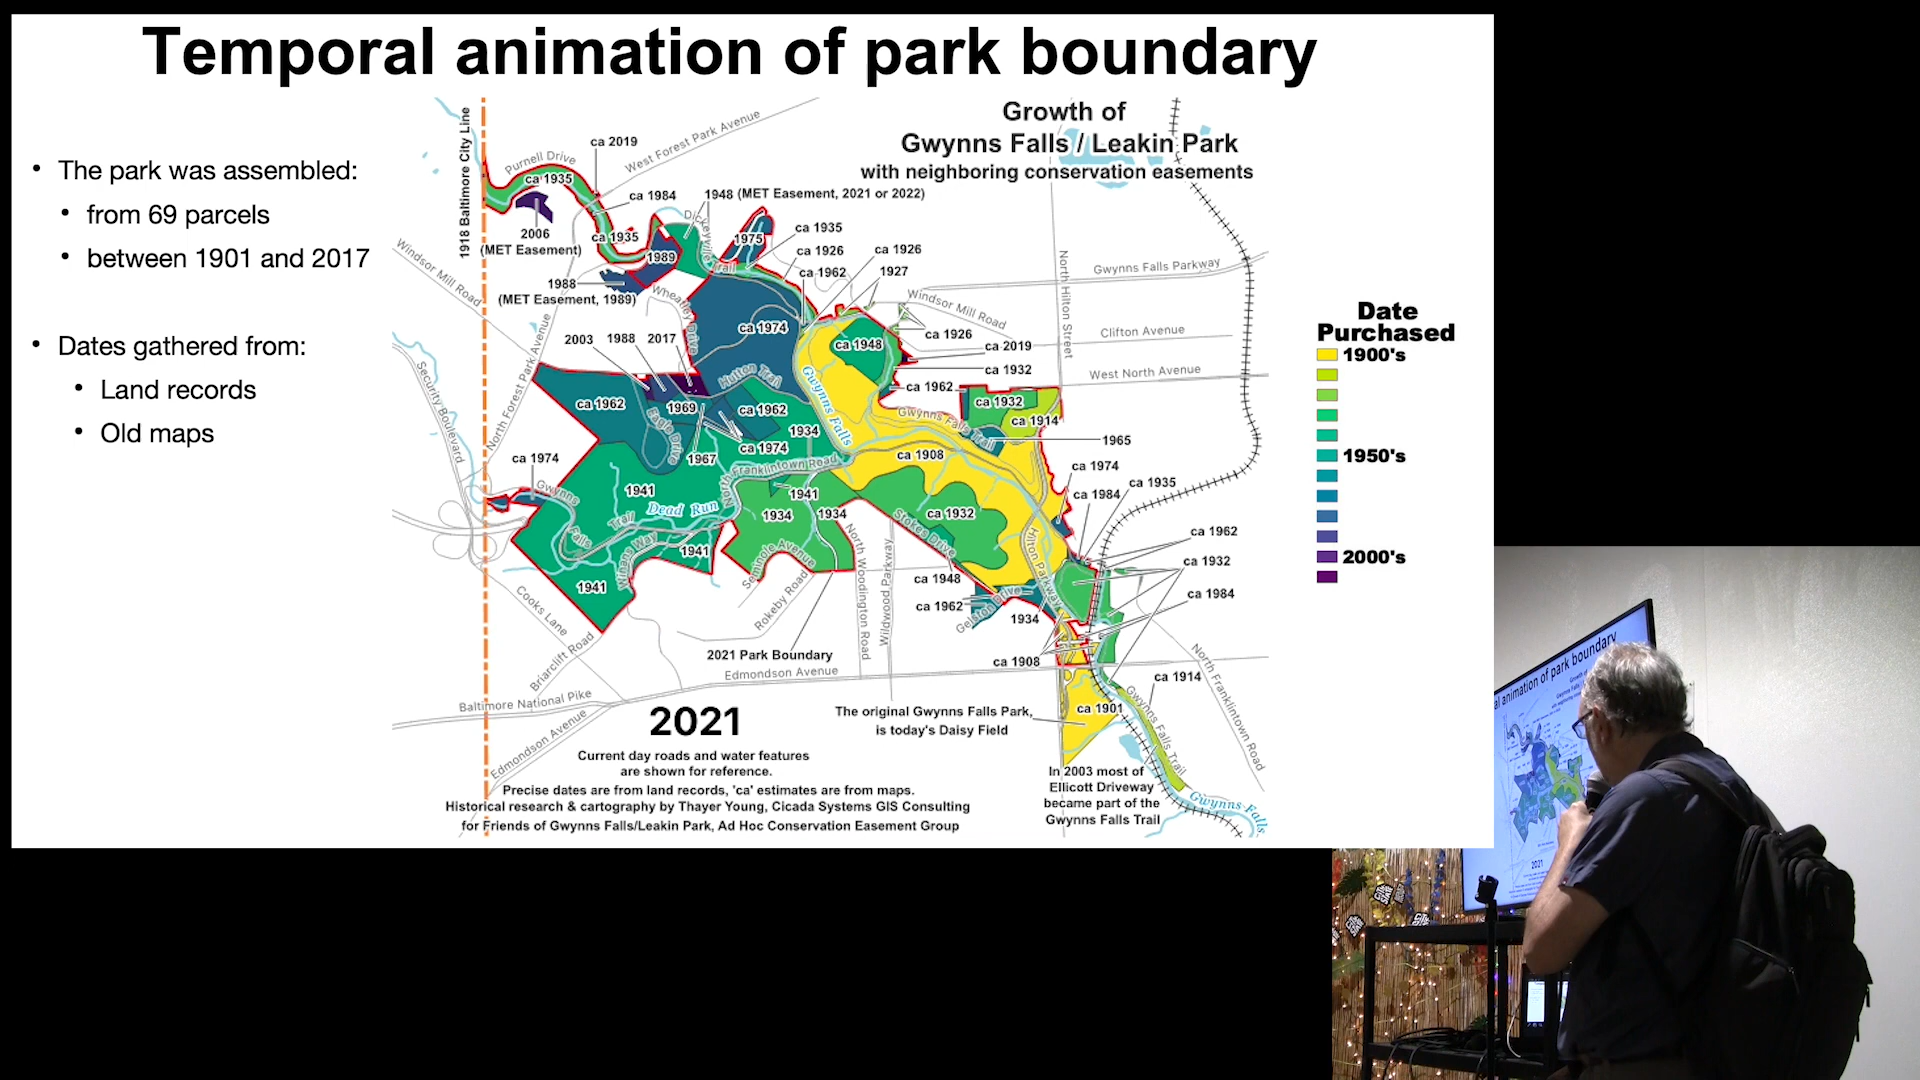 Temporal animation of park boundary
• The park was assembled:
• from 69 parcels
• between 1901 and 2017
• Dates gathered from:
• Land records
• Old maps
Growth of
Gwynns Falls / Leakin Park
with neighboring conservation easements
1918 Baltimore City Line
Purnell Drive
ca 2019
West Forest Park Avenue
ca 1935
ca 1984
1948 (MET Easement, 2021 or 2022)
2006
(MET Easement)
ca 1935
Dickeyville Trail
1975
ca 1935
ca 1926
ca 1926
1989
ca 1962
1927
1988
(MET Easement, 1989)
Windsor Mill Road
Wheatley Drive
Windsor Mill Road
North Hilton Street
Gwynns Falls Parkway
ca 1974
ca 1948
ca 1926
Clifton Avenue
2003
1988
2017
ca 2019
North Forest Park Avenue
Hutton Trail
Gwynns Falls
ca 1932
West North Avenue
ca 1962
Security Boulevard
ca 1962
1969
ca 1962
Eagle Drive
1934
Gwynns Falls Trail
ca 1932
ca 1914
1965
ca 1974
1967
Franklintown Road
ca 1908
ca 1974
ca 1974
ca 1984
ca 1935
Gwynns Falls Trail
1941
Dead Run
North
1941
1934
1934
ca 1932
Stokes Drive
Hilton Parkway
ca 1962
Winans Way
1941
Seminole Avenue
North Woodington Road
Wildwood Parkway
ca 1932
1941
ca 1948
ca 1962
Gelston Drive
1934
ca 1984
Cooks Lane
Rokeby Road
Briarclift Road
2021 Park Boundary
ca 1908
Edmondson Avenue
North Franklintown Road
ca 1914
Baltimore National Pike
Edmondson Avenue
ca 1901
Gwynns Falls Trail
2021
The original Gwynns Falls Park,
is today's Daisy Field
Current day roads and water features
are shown for reference.
Precise dates are from land records, 'ca' estimates are from maps.
Historical research & cartography by Thayer Young, Cicada Systems GIS Consulting
for Friends of Gwynns Falls/Leakin Park, Ad Hoc Conservation Easement Group
In 2003 most of
Ellicott Driveway
became part of the
Gwynns Falls Trail
Gwynns Falls
Date
Purchased
1900's
1950's
2000's
al animation of park boundary
2021